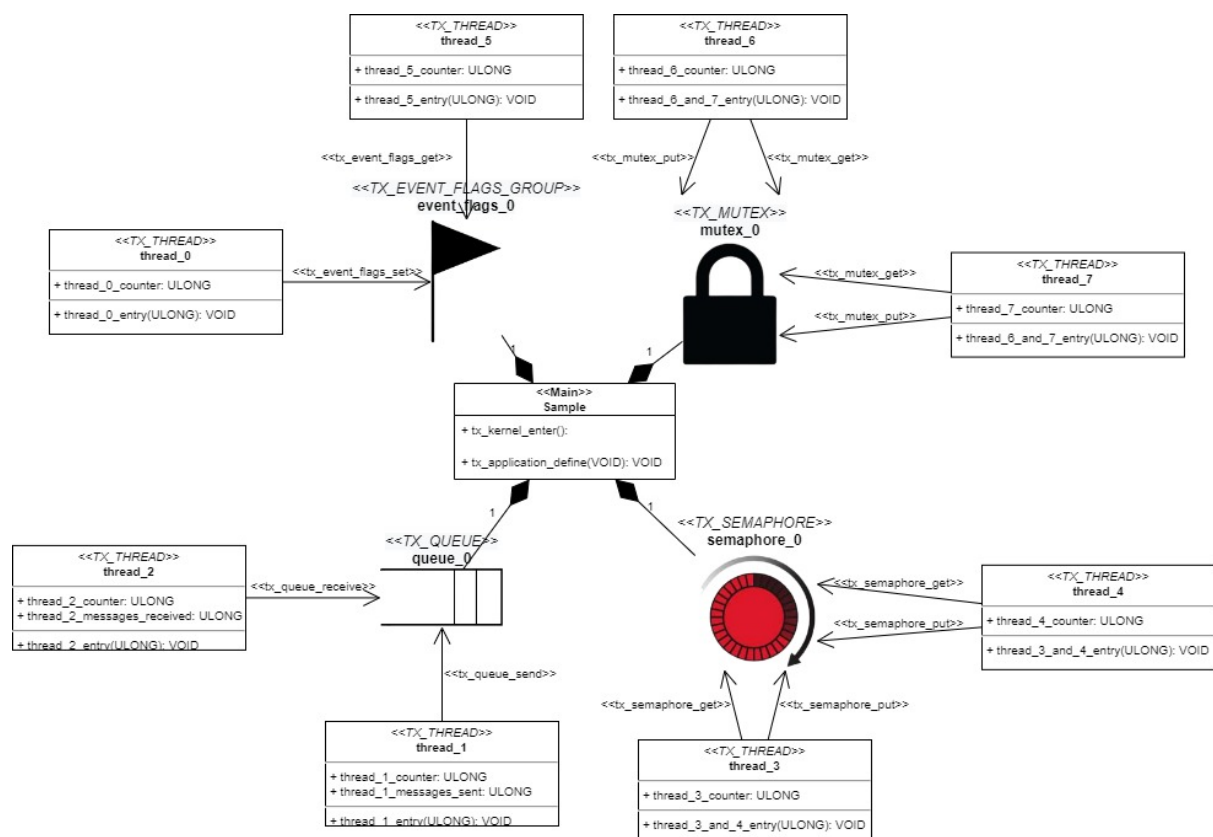 <<TX_THREAD>>
thread_5
+ thread_5_counter: ULONG
+ thread_5_entry(ULONG): VOID
<<TX_THREAD>>
thread_6
+ thread_6_counter: ULONG
+ thread_6_and_7_entry(ULONG): VOID
<<tx_event_flags_get>>
<<tx_mutex_put>>
<<tx_mutex_get>>
<<TX_EVENT_FLAGS_GROUP>>
event_flags_0
<<TX_MUTEX>>
mutex_0
<<TX_THREAD>>
thread_0
+ thread_0_counter: ULONG
+ thread_0_entry(ULONG): VOID
<<tx_event_flags_set>>
<<tx_mutex_get>>
<<tx_mutex_put>>
<<TX_THREAD>>
thread_7
+ thread_7_counter: ULONG
+ thread_6_and_7_entry(ULONG): VOID
1
1
<<Main>>
Sample
+ tx_kernel_enter():
+ tx_application_define(VOID): VOID
1
1
<<TX_QUEUE>>
queue_0
<<TX_SEMAPHORE>>
semaphore_0
<<TX_THREAD>>
thread_2
+ thread_2_counter: ULONG
+ thread_2_messages_received: ULONG
+ thread_2_entry(ULONG): VOID
<<tx_queue_receive>>
<<tx_semaphore_get>>
<<tx_semaphore_put>>
<<TX_THREAD>>
thread_4
+ thread_4_counter: ULONG
+ thread_3_and_4_entry(ULONG): VOID
<<tx_queue_send>>
<<tx_semaphore_get>>
<<tx_semaphore_put>>
<<TX_THREAD>>
thread_1
+ thread_1_counter: ULONG
+ thread_1_messages_sent: ULONG
+ thread_1_entry(ULONG): VOID
<<TX_THREAD>>
thread_3
+ thread_3_counter: ULONG
+ thread_3_and_4_entry(ULONG): VOID